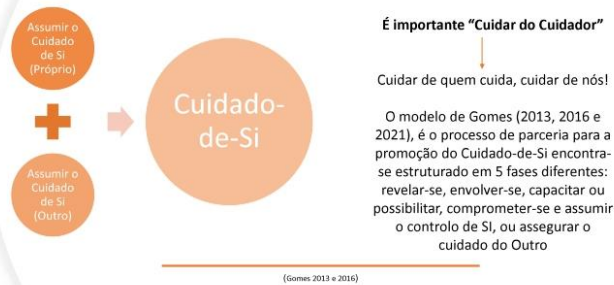 Assumir o
Cuidado
de Si
(Próprio)
Assumir o
Cuidado
de Si
(Outro)
Cuidado-
de-Si
É importante “Cuidar do Cuidador”
Cuidar de quem cuida, cuidar de nós!
O modelo de Gomes (2013, 2016 e
2021), é o processo de parceria para a
promoção do Cuidado-de-Si encontra-
se estruturado em 5 fases diferentes:
revelar-se, envolver-se, capacitar ou
possibilitar, comprometer-se e assumir
o controlo de SI, ou assegurar o
cuidado do Outro
(Gomes 2013 e 2016)